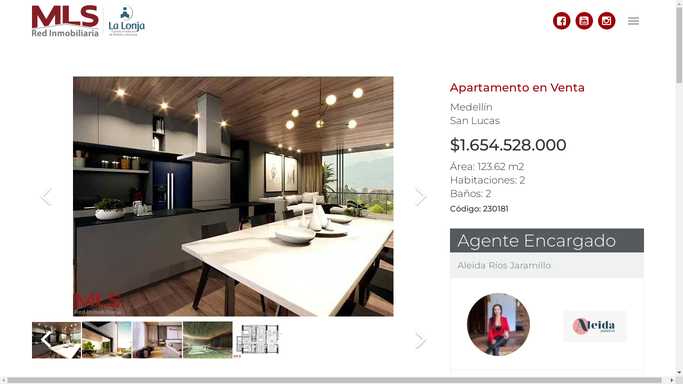 MLS
Red Inmobiliaria
La Lonja
Apartamento en Venta
Medellín
San Lucas
$1.654.528.000
Área: 123.62 m2
Habitaciones: 2
Baños: 2
Código: 230181
MLS
Red Inmobiliaria
Agente Encargado
Aleida Ríos Jaramillo
Aleida